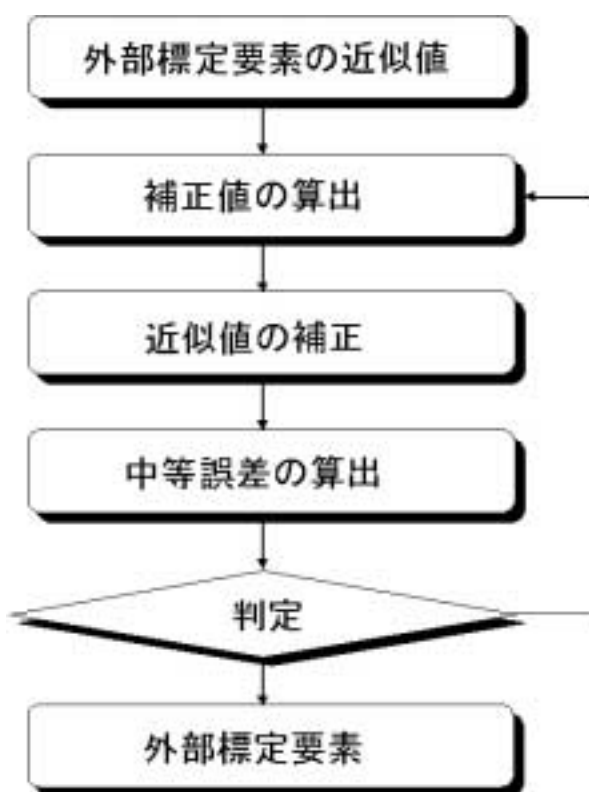 外部標定要素の近似値
補正値の算出
近似値の補正
中等誤差の算出
判定
外部標定要素